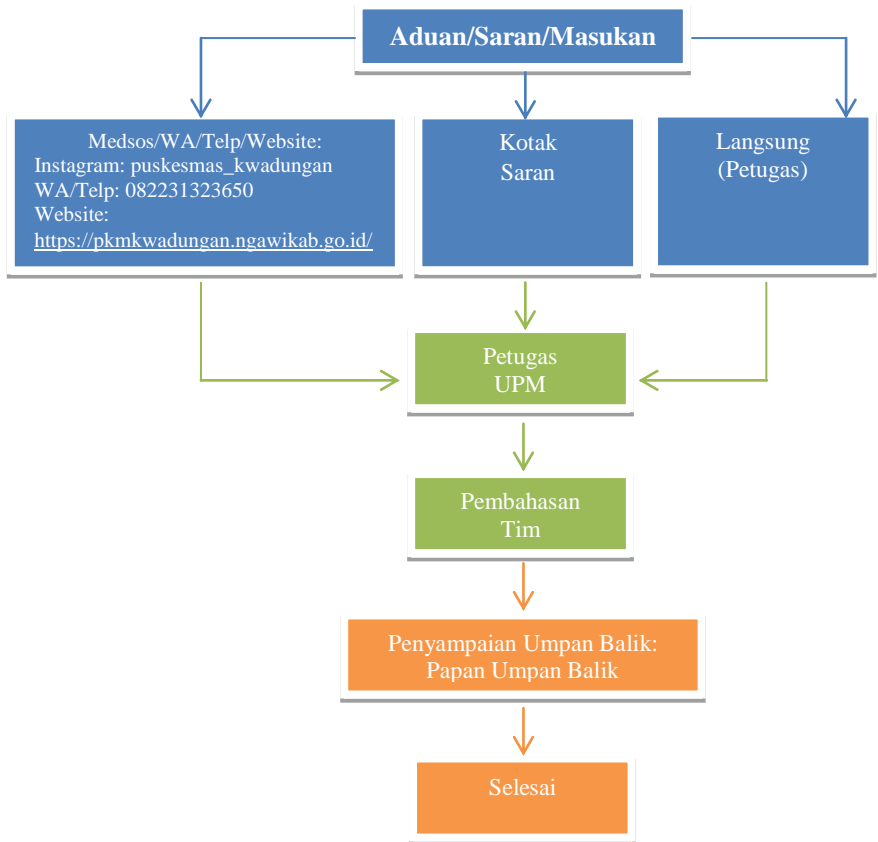 Aduan/Saran/Masukan
Medsos/WA/Telp/Website:
Instagram: puskesmas_kwadungan
WA/Telp: 082231323650
Website:
https://pkmkwadungan.ngawikab.go.id/
Kotak
Saran
Langsung
(Petugas)
Petugas
UPM
Pembahasan
Tim
Penyampaian Umpan Balik:
Papan Umpan Balik
Selesai